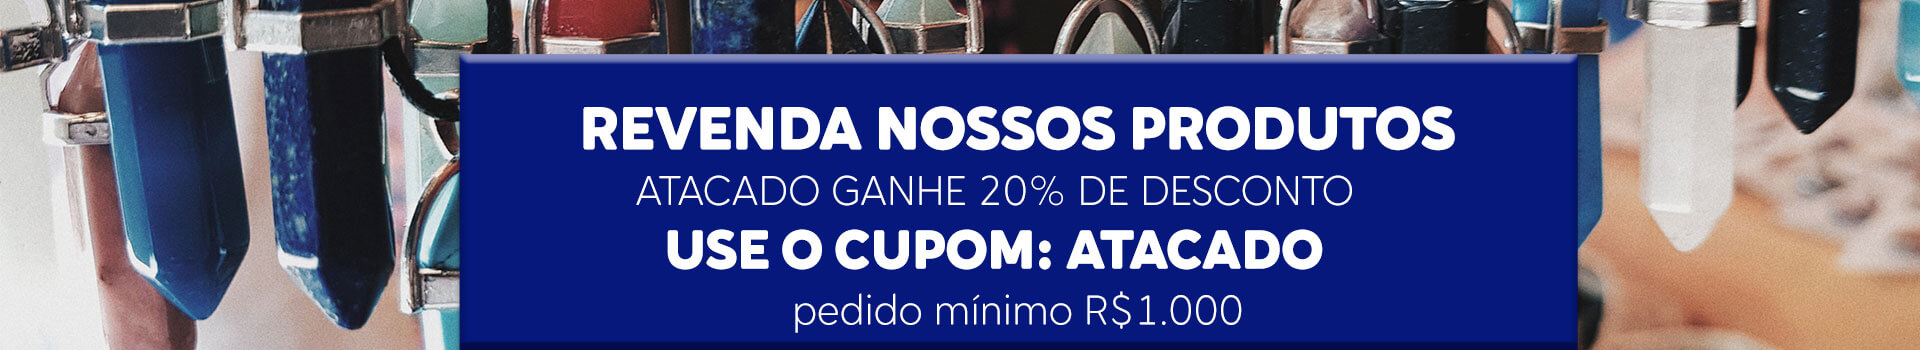 REVENDA NOSSOS PRODUTOS
ATACADO GANHE 20% DE DESCONTO
USE O CUPOM: ATACADO
pedido mínimo R$1.000